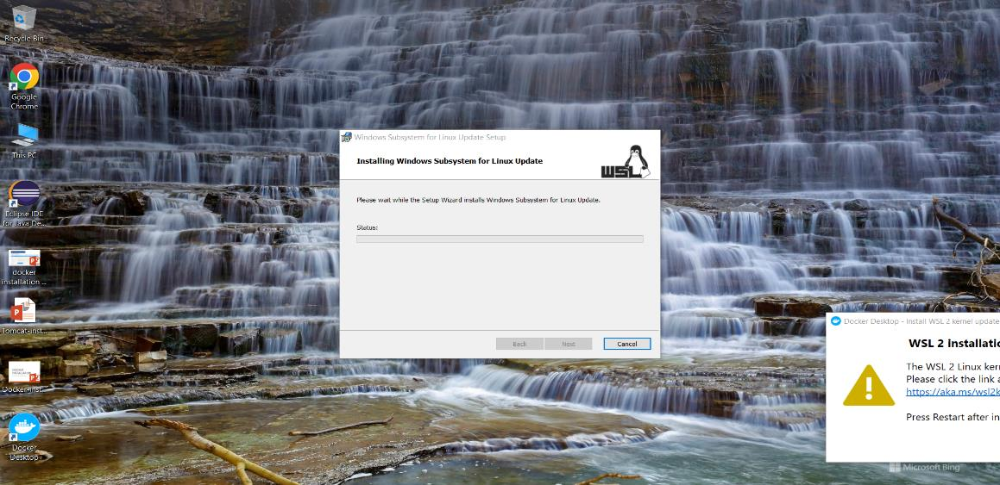 Recycle Bin
Google
Chrome
This PC
Eclipse IDE
for Java De...
docker
installation ...
Tomcat-inst...
Docker-inst...
Docker
Desktop
Windows Subsystem for Linux Update Setup
Installing Windows Subsystem for Linux Update
WSL
Please wait while the Setup Wizard installs Windows Subsystem for Linux Update.
Status:
Back
Next
Cancel
Docker Desktop - Install WSL 2 kernel update
WSL 2 installatio
The WSL 2 Linux kern
Please click the link a
https://aka.ms/wsl2k
Press Restart after in
Microsoft Bing